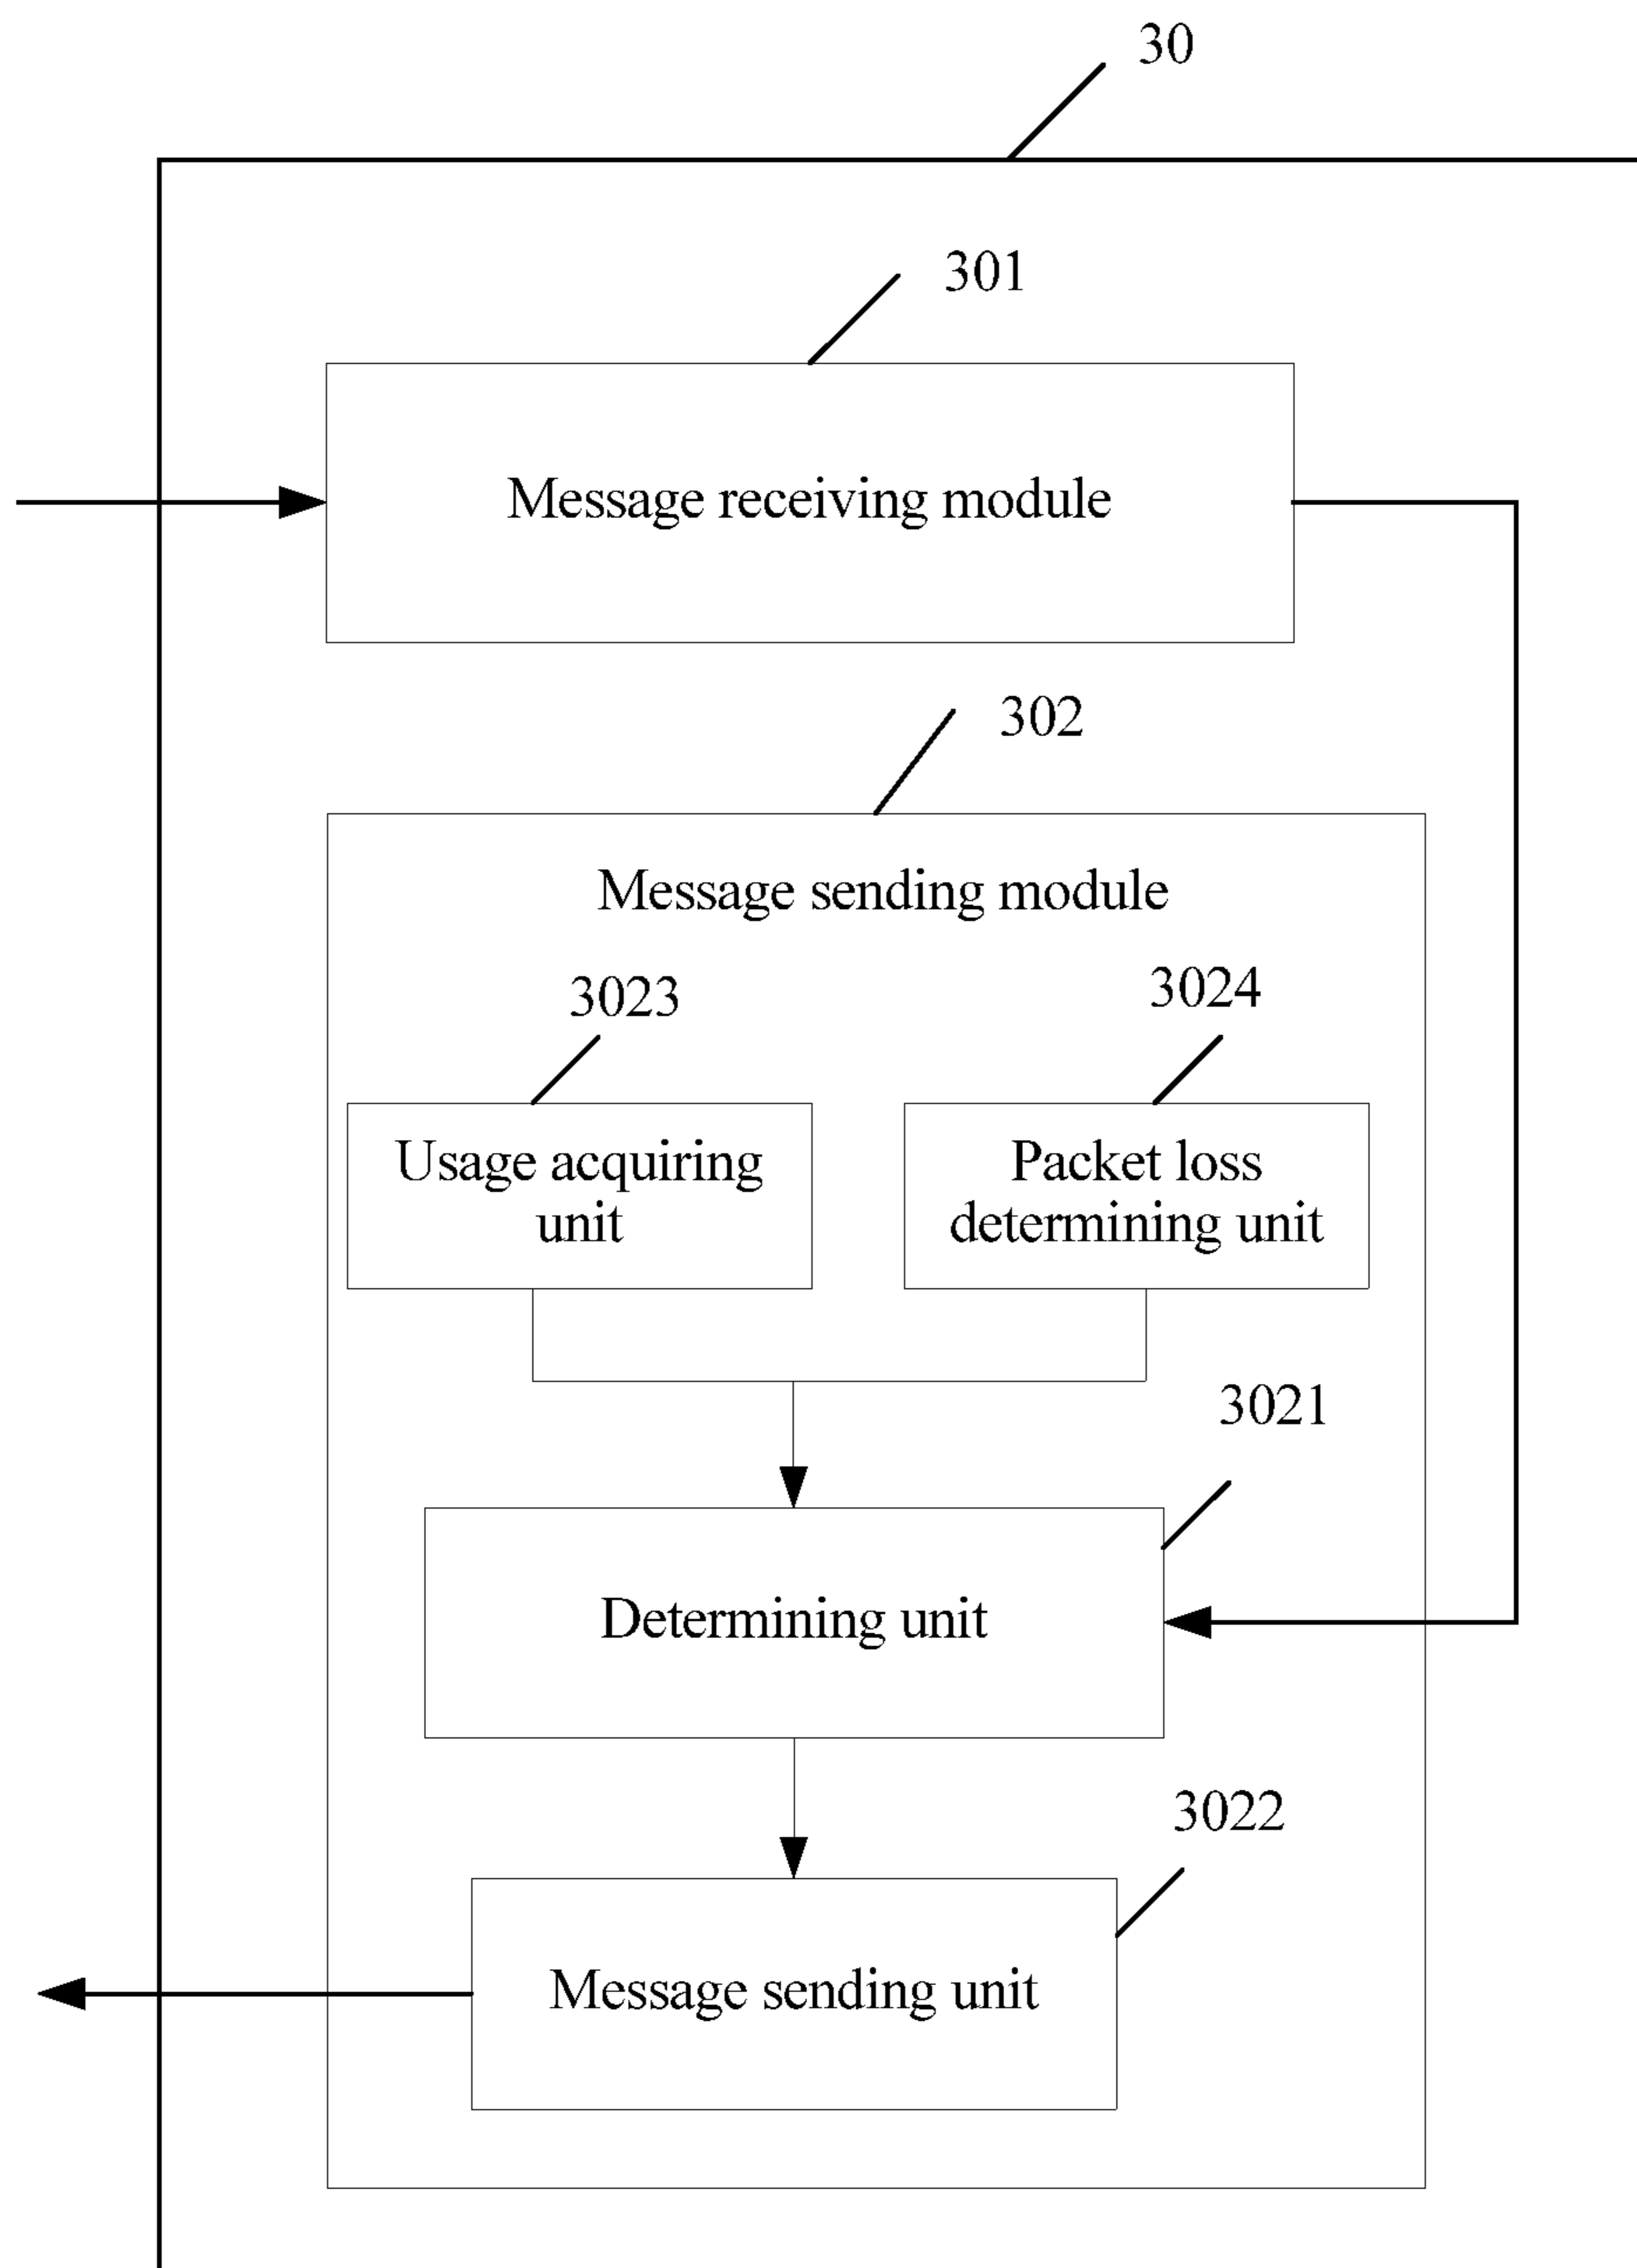 30
301
Message receiving module
302
Message sending module
3023
3024
Usage acquiring
unit
Packet loss
determining unit
3021
Determining unit
3022
Message sending unit